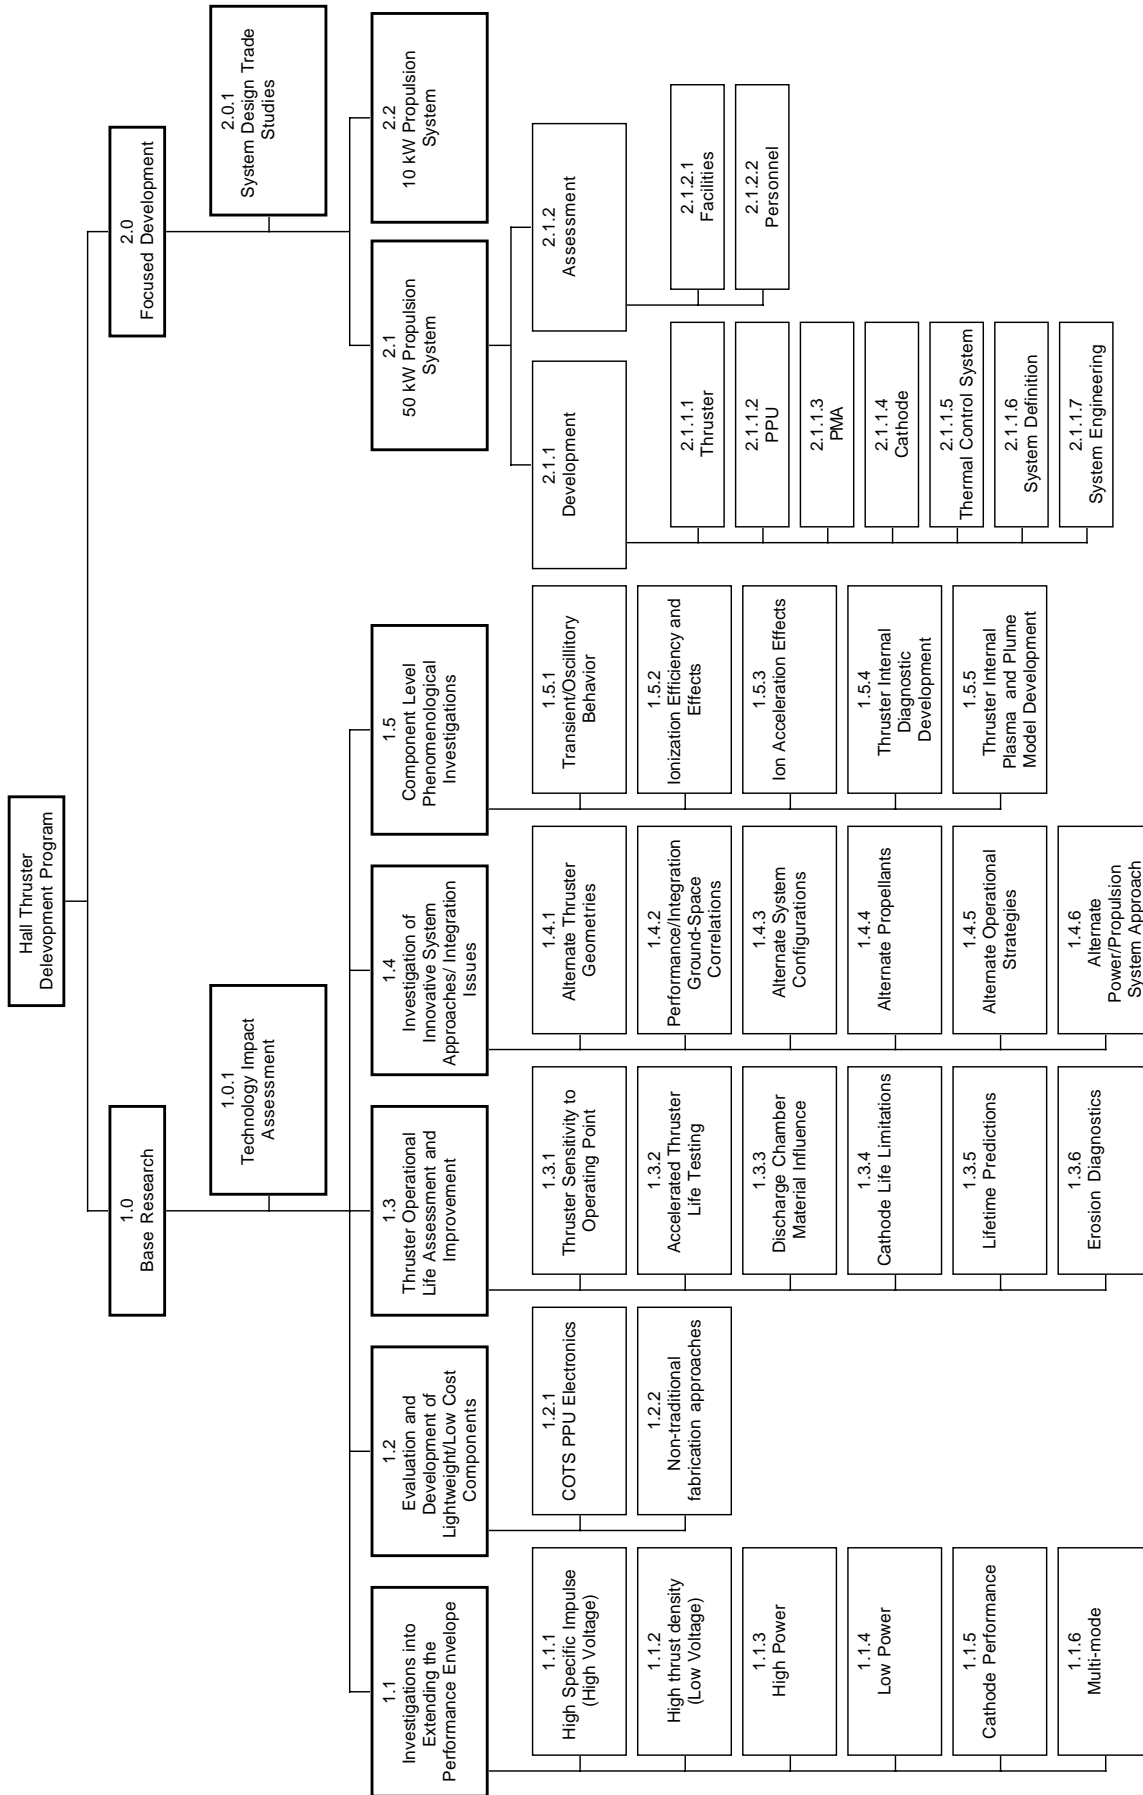 Hall Thruster
Delevopment Program
1.0
Base Research
2.0
Focused Development
1.0.1
Technology Impact
Assessment
2.0.1
System Design Trade
Studies
1.1
Investigations into
Extending the
Performance Envelope
1.2
Evaluation and
Development of
Lightweight/Low Cost
Components
1.3
Thruster Operational
Life Assessment and
Improvement
1.4
Investigation of
Innovative System
Approaches/ Integration
Issues
1.5
Component Level
Phenomenological
Investigations
2.1
50 kW Propulsion
System
2.2
10 kW Propulsion
System
1.1.1
High Specific Impulse
(High Voltage)
1.1.2
High thrust density
(Low Voltage)
1.1.3
High Power
1.1.4
Low Power
1.1.5
Cathode Performance
1.1.6
Multi-mode
1.2.1
COTS PPU Electronics
1.2.2
Non-traditional
fabrication approaches
1.3.1
Thruster Sensitivity to
Operating Point
1.3.2
Accelerated Thruster
Life Testing
1.3.3
Discharge Chamber
Material Influence
1.3.4
Cathode Life Limitations
1.3.5
Lifetime Predictions
1.3.6
Erosion Diagnostics
1.4.1
Alternate Thruster
Geometries
1.4.2
Performance/Integration
Ground-Space
Correlations
1.4.3
Alternate System
Configurations
1.4.4
Alternate Propellants
1.4.5
Alternate Operational
Strategies
1.4.6
Alternate
Power/Propulsion
System Approach
1.5.1
Transient/Oscillitory
Behavior
1.5.2
Ionization Efficiency and
Effects
1.5.3
Ion Acceleration Effects
1.5.4
Thruster Internal
Diagnostic
Development
1.5.5
Thruster Internal
Plasma and Plume
Model Development
2.1.1
Development
2.1.2
Assessment
2.1.1.1
Thruster
2.1.1.2
PPU
2.1.1.3
PMA
2.1.1.4
Cathode
2.1.1.5
Thermal Control System
2.1.1.6
System Definition
2.1.1.7
System Engineering
2.1.2.1
Facilities
2.1.2.2
Personnel